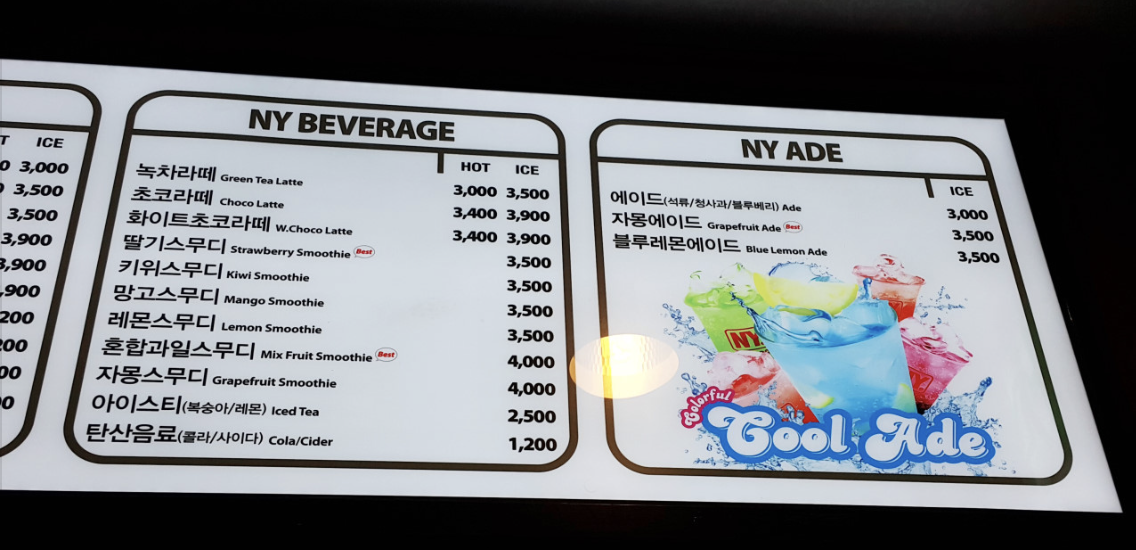 T ICE
0 3,000
0 3,500
3,500
3,900
3,900
,900
200
200
00
0
NY BEVERAGE
HOT ICE
녹차라떼 Green Tea Latte 3,000 3,500
초코라떼 Choco Latte 3,400 3,900
화이트초코라떼 W.Choco Latte 3,400 3,900
딸기스무디 Strawberry Smoothie Best 3,500
키위스무디 Kiwi Smoothie 3,500
망고스무디 Mango Smoothie 3,500
레몬스무디 Lemon Smoothie 3,500
혼합과일스무디 Mix Fruit Smoothie Best 4,000
자몽스무디 Grapefruit Smoothie 4,000
아이스티(복숭아/레몬) Iced Tea 2,500
탄산음료(콜라/사이다) Cola/Cider 1,200
NY ADE
ICE
에이드(석류/청사과/블루베리) Ade 3,000
자몽에이드 Grapefruit Ade Best 3,500
블루레몬에이드 Blue Lemon Ade 3,500
NY
Colorful
Cool Ade